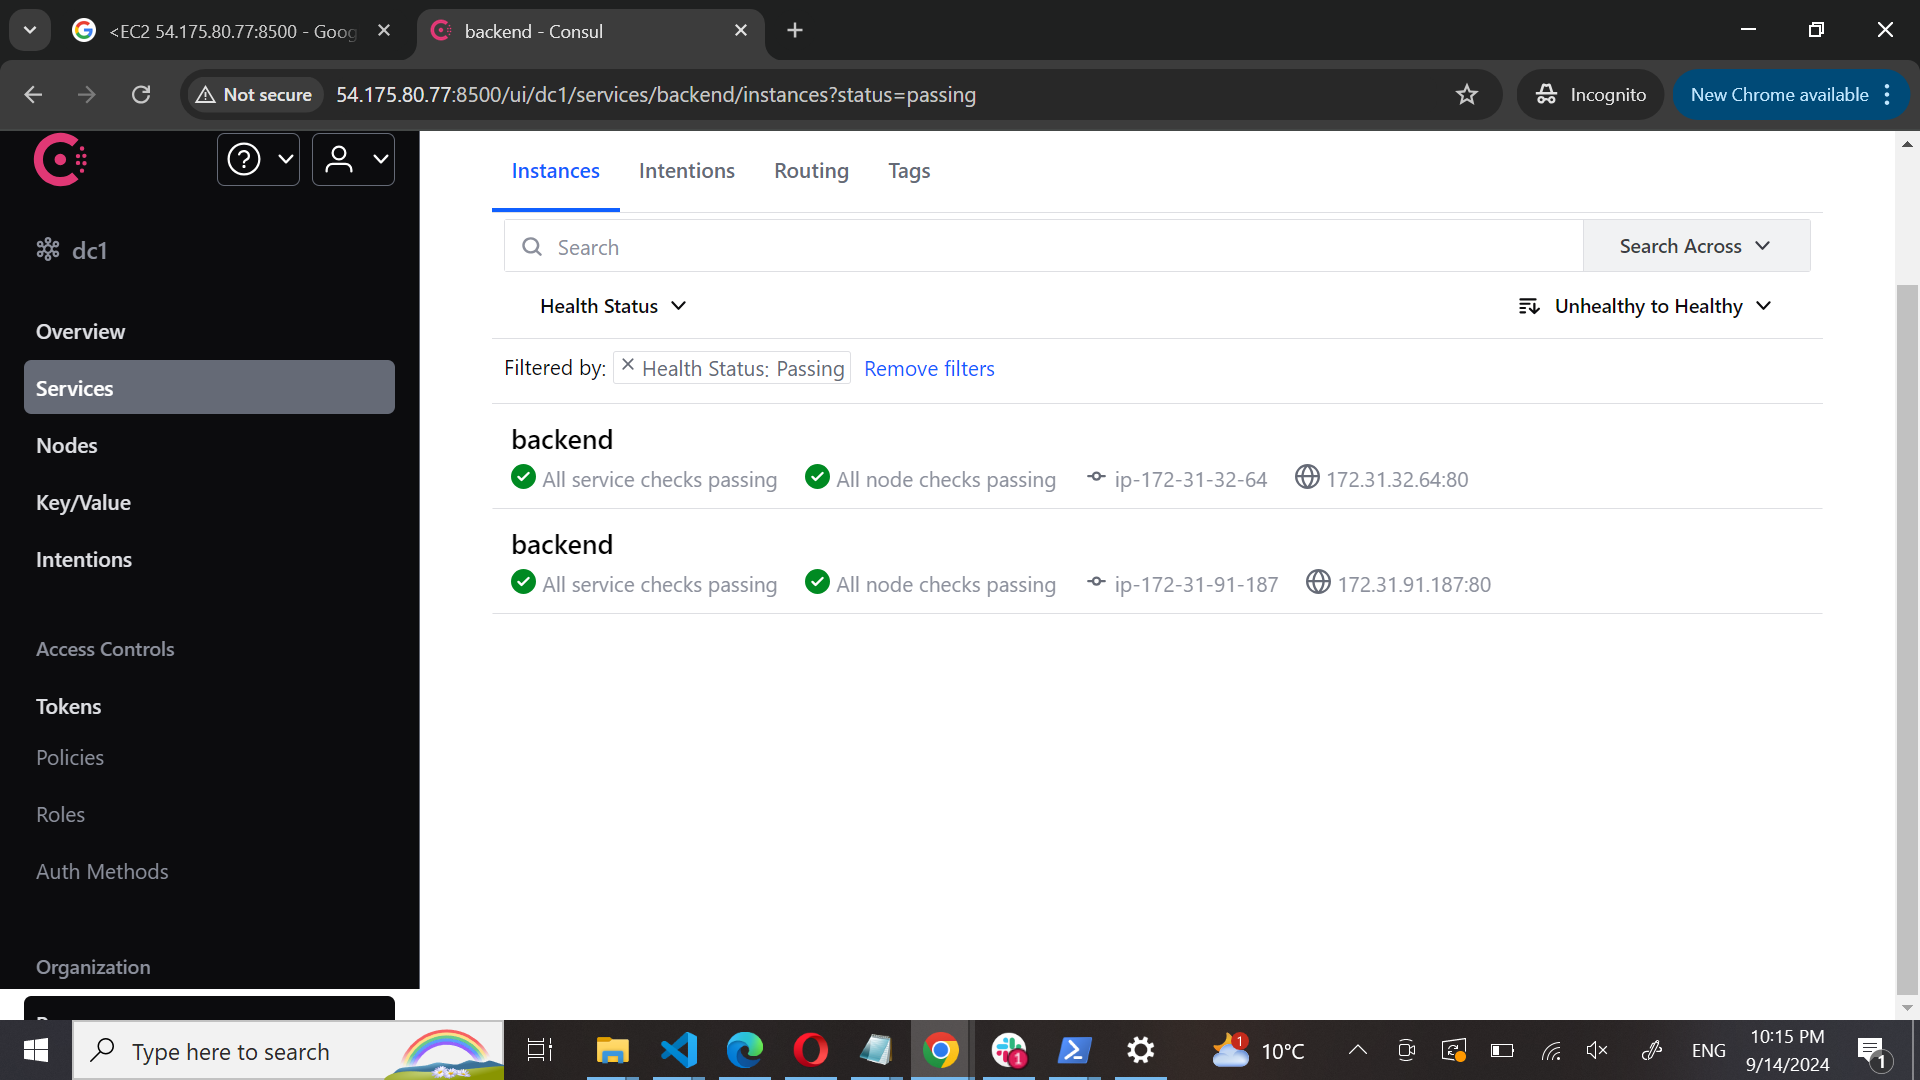 <EC2 54.175.80.77:8500 - Goog
backend - Consul
Not secure
54.175.80.77:8500/ui/dc1/services/backend/instances?status=passing
Incognito
New Chrome available
dc1
Overview
Services
Nodes
Key/Value
Intentions
Access Controls
Tokens
Policies
Roles
Auth Methods
Organization
Instances Intentions Routing Tags
Search
Search Across
Health Status
Unhealthy to Healthy
Filtered by: Health Status: Passing Remove filters
backend
All service checks passing All node checks passing ip-172-31-32-64 172.31.32.64:80
backend
All service checks passing All node checks passing ip-172-31-91-187 172.31.91.187:80
Type here to search
1
1
10°C
ENG
10:15 PM
9/14/2024
1